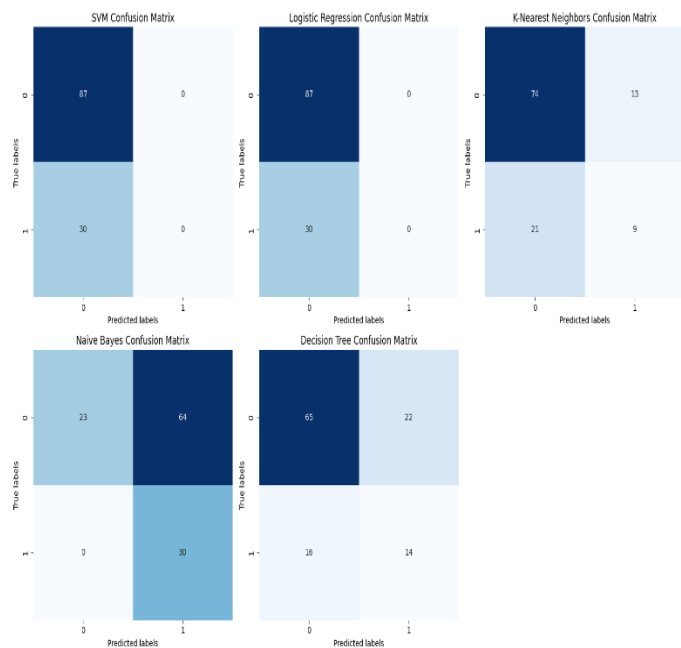 SVM Confusion Matrix
0
87
0
True labels
1
30
0
0
1
Predicted labels
Logistic Regression Confusion Matrix
0
87
0
True labels
1
30
0
0
1
Predicted labels
K-Nearest Neighbors Confusion Matrix
0
74
13
True labels
1
21
9
0
1
Predicted labels
Naive Bayes Confusion Matrix
0
23
64
True labels
1
0
30
0
1
Predicted labels
Decision Tree Confusion Matrix
0
65
22
True labels
1
16
14
0
1
Predicted labels